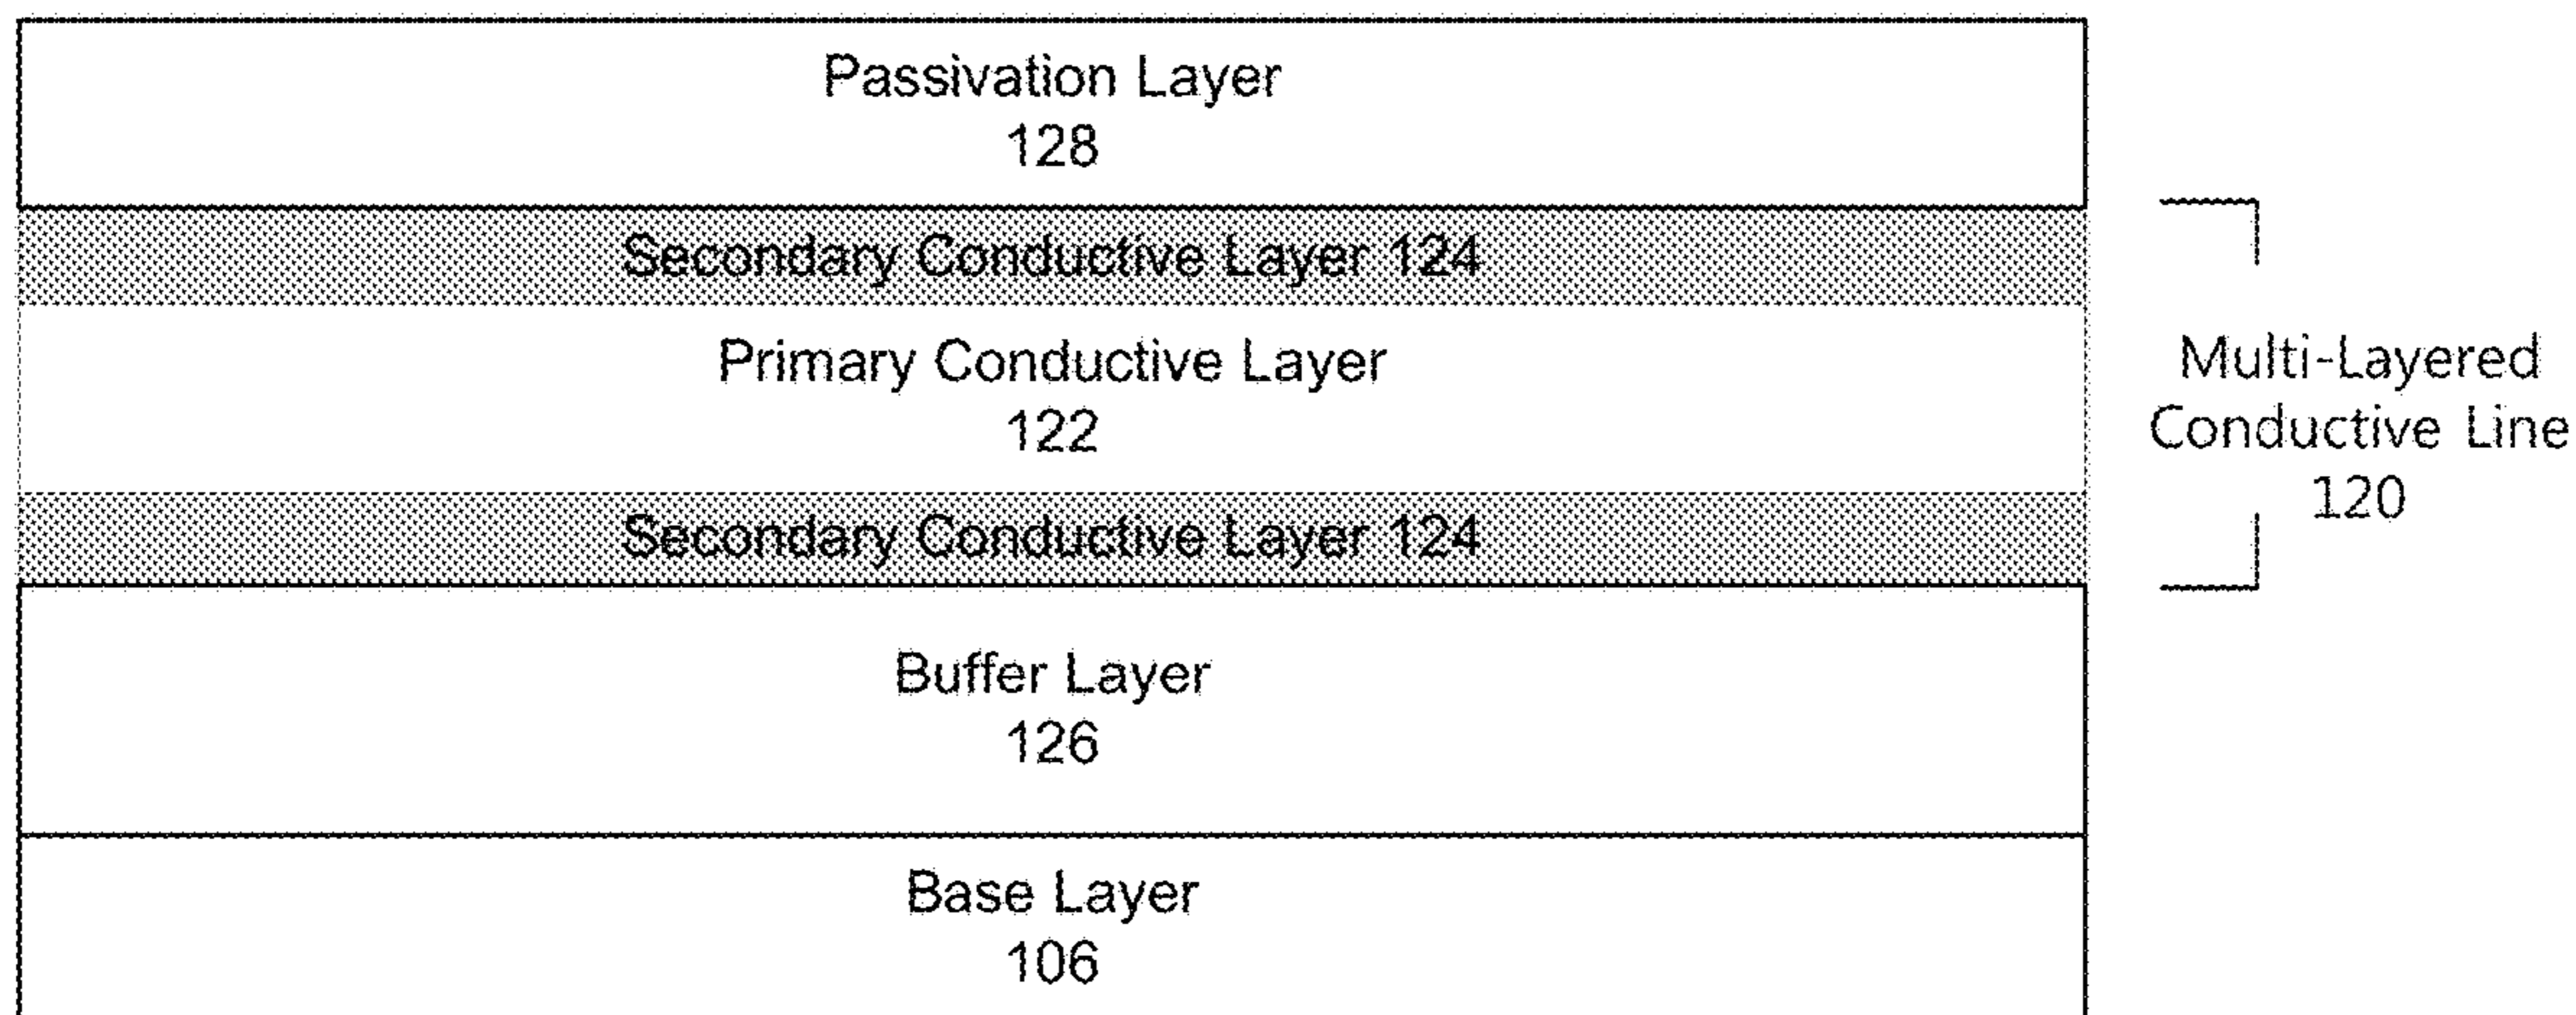 Passivation Layer
128
Secondary Conductive Layer 124
Primary Conductive Layer
122
Secondary Conductive Layer 124
Multi-Layered
Conductive Line
120
Buffer Layer
126
Base Layer
106